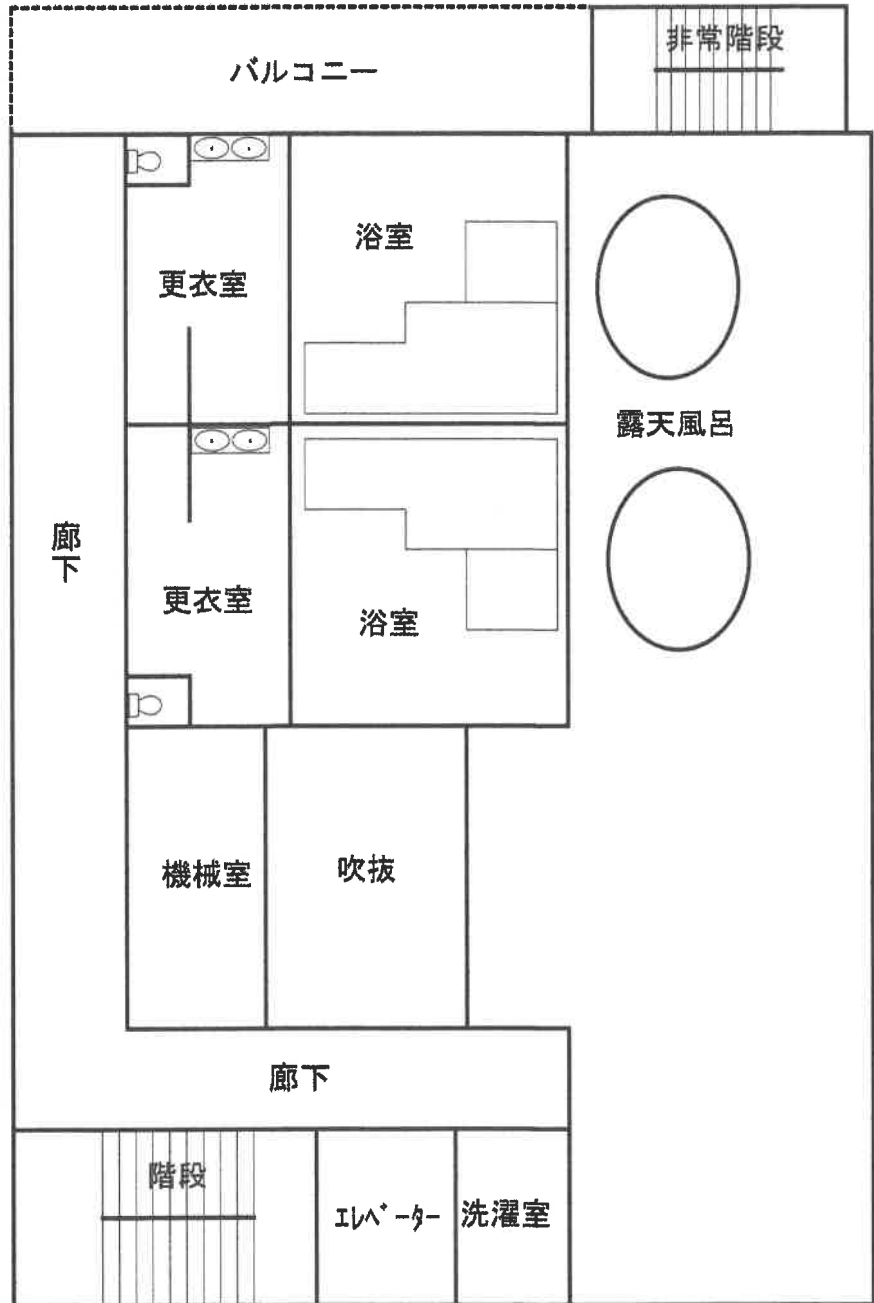 非常階段
バルコニー
浴室
更衣室
露天風呂
廊下
更衣室
浴室
機械室
吹抜
廊下
階段
エレベーター
洗濯室